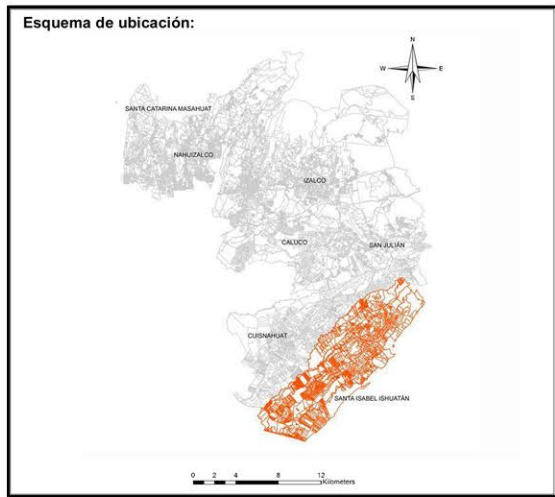 Esquema de ubicación:
N
W E
S
SANTA CATARINA MASAHUAT
NAHUIZALCO
IZALCO
CALUCO
SAN JULIÁN
CUISNAHUAT
SANTA ISABEL ISHUATÁN
0 2 4 8 12
Kilometers